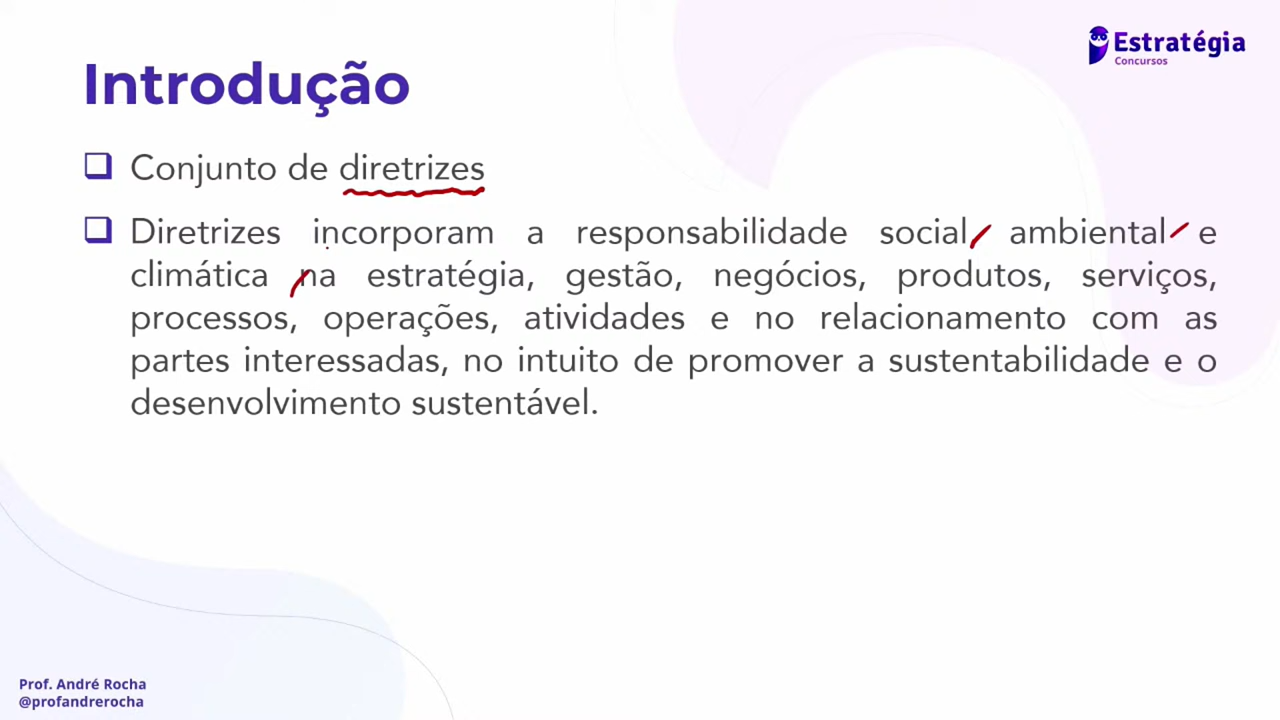 Estratégia
Concursos
Introdução
Conjunto de diretrizes
Diretrizes incorporam a responsabilidade social, ambiental e
climática na estratégia, gestão, negócios, produtos, serviços,
processos, operações, atividades e no relacionamento com as
partes interessadas, no intuito de promover a sustentabilidade e o
desenvolvimento sustentável.
Prof. André Rocha
@profandrerocha